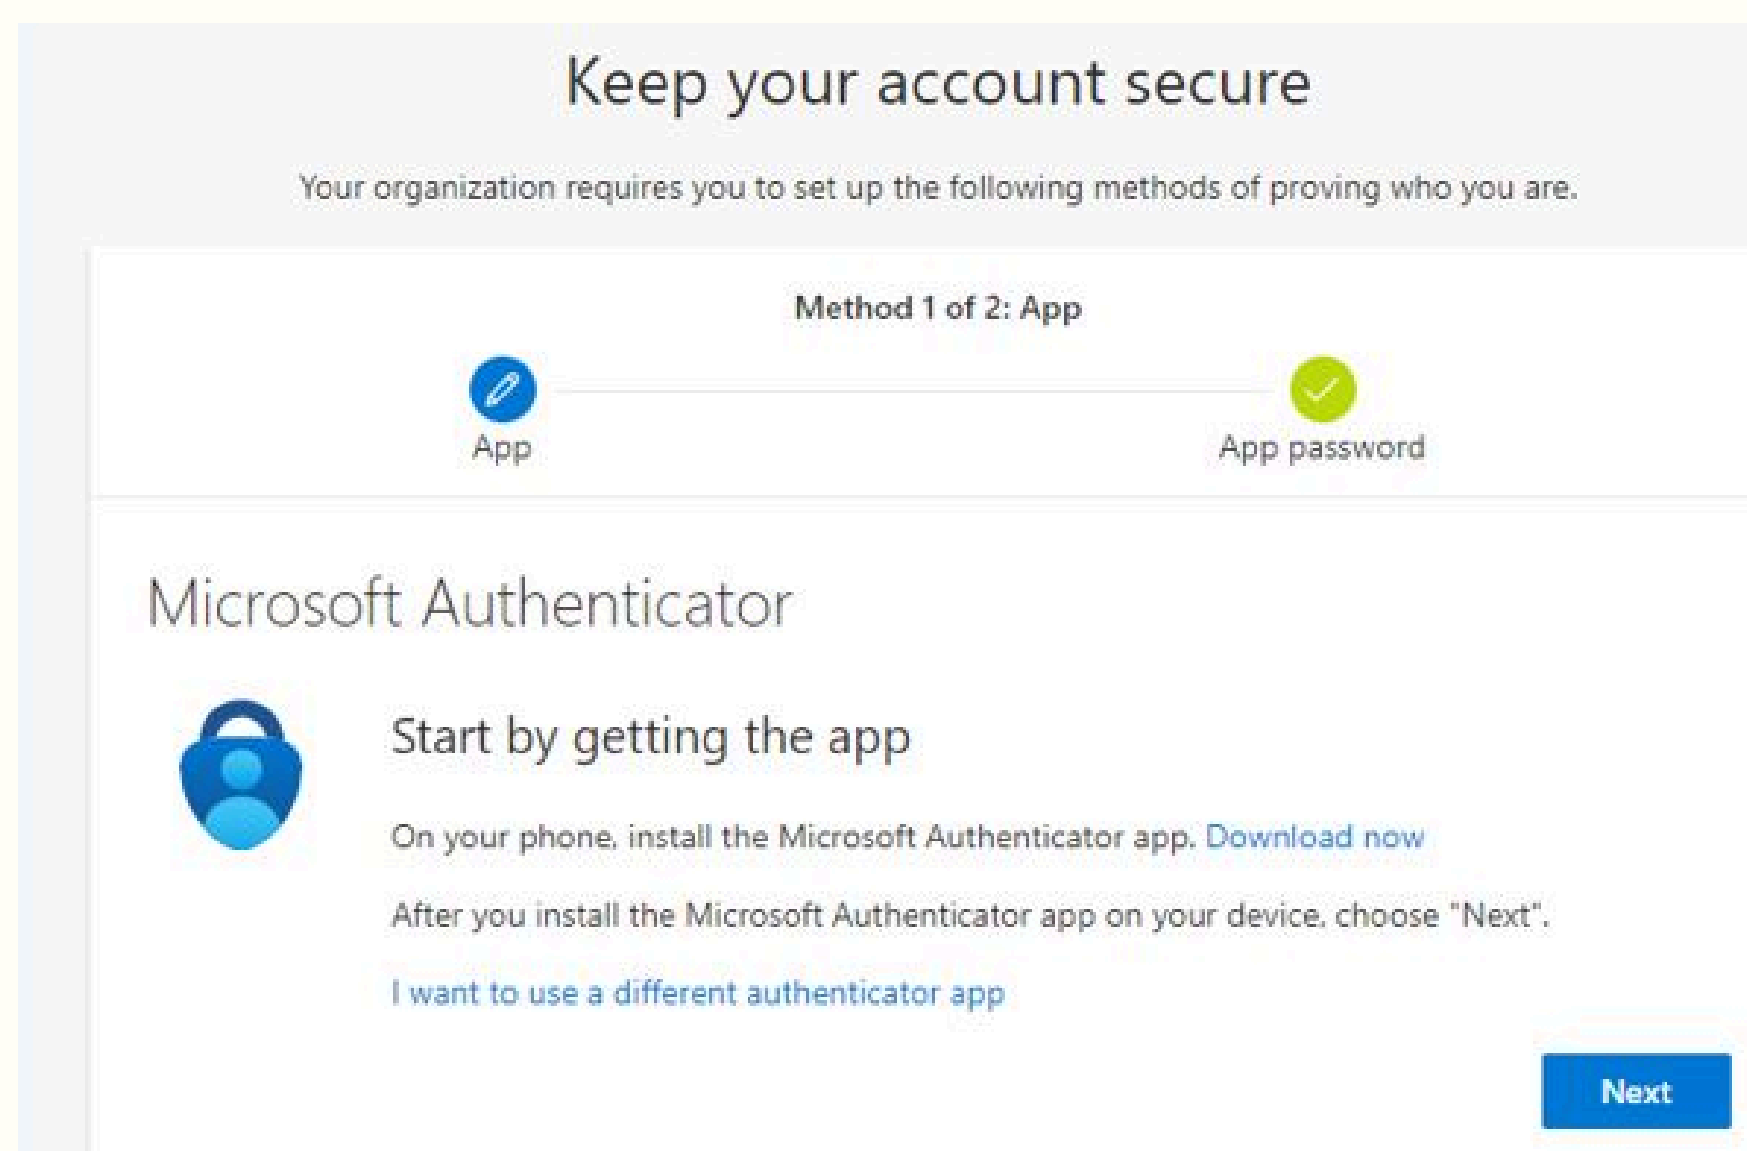 Keep your account secure
Your organization requires you to set up the following methods of proving who you are.
Method 1 of 2: App
App
App password
Microsoft Authenticator
Start by getting the app
On your phone, install the Microsoft Authenticator app. Download now
After you install the Microsoft Authenticator app on your device, choose "Next".
I want to use a different authenticator app
Next